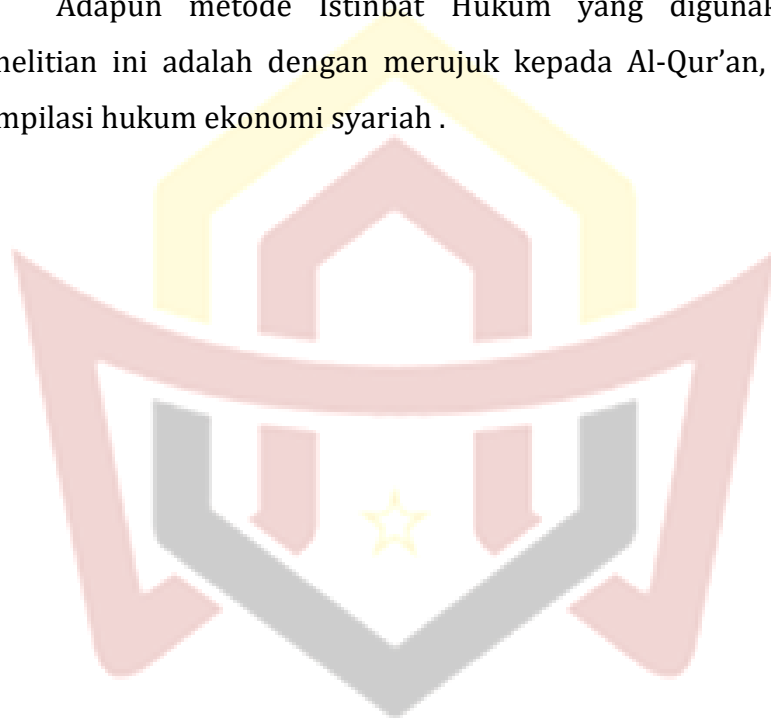 Adapun metode Istinbat Hukum yang digunak
nelitian ini adalah dengan merujuk kepada Al-Qur’an,
mpilasi hukum ekonomi syariah .